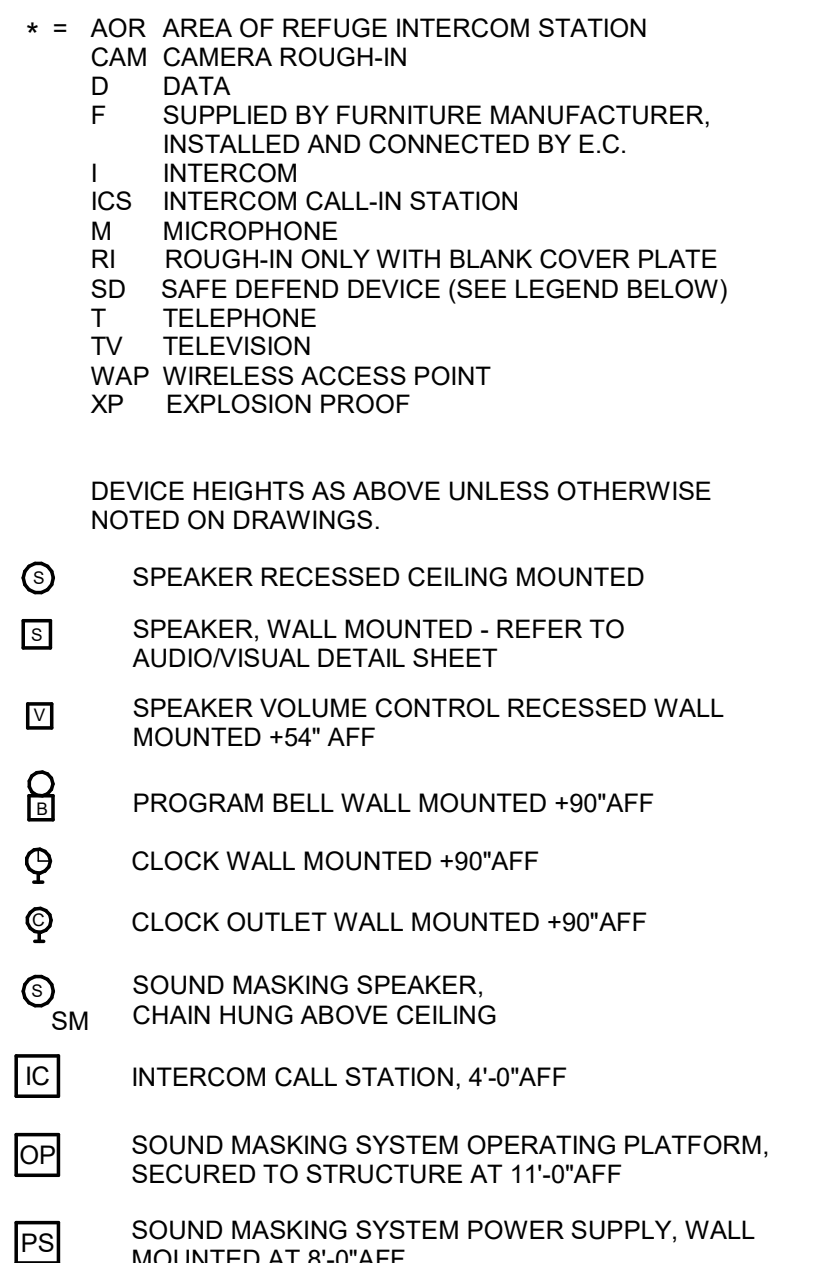 * = AOR AREA OF REFUGE INTERCOM STATION
CAM CAMERA ROUGH-IN
D DATA
F SUPPLIED BY FURNITURE MANUFACTURER,
INSTALLED AND CONNECTED BY E.C.
I INTERCOM
ICS INTERCOM CALL-IN STATION
M MICROPHONE
RI ROUGH-IN ONLY WITH BLANK COVER PLATE
SD SAFE DEFEND DEVICE (SEE LEGEND BELOW)
T TELEPHONE
TV TELEVISION
WAP WIRELESS ACCESS POINT
XP EXPLOSION PROOF
DEVICE HEIGHTS AS ABOVE UNLESS OTHERWISE
NOTED ON DRAWINGS.
S SPEAKER RECESSED CEILING MOUNTED
S SPEAKER, WALL MOUNTED - REFER TO
AUDIO/VISUAL DETAIL SHEET
V SPEAKER VOLUME CONTROL RECESSED WALL
MOUNTED +54" AFF
B PROGRAM BELL WALL MOUNTED +90"AFF
CLOCK WALL MOUNTED +90"AFF
C CLOCK OUTLET WALL MOUNTED +90"AFF
S SOUND MASKING SPEAKER,
SM CHAIN HUNG ABOVE CEILING
IC INTERCOM CALL STATION, 4'-0"AFF
OP SOUND MASKING SYSTEM OPERATING PLATFORM,
SECURED TO STRUCTURE AT 11'-0"AFF
PS SOUND MASKING SYSTEM POWER SUPPLY, WALL
MOUNTED AT 8'-0"AFF